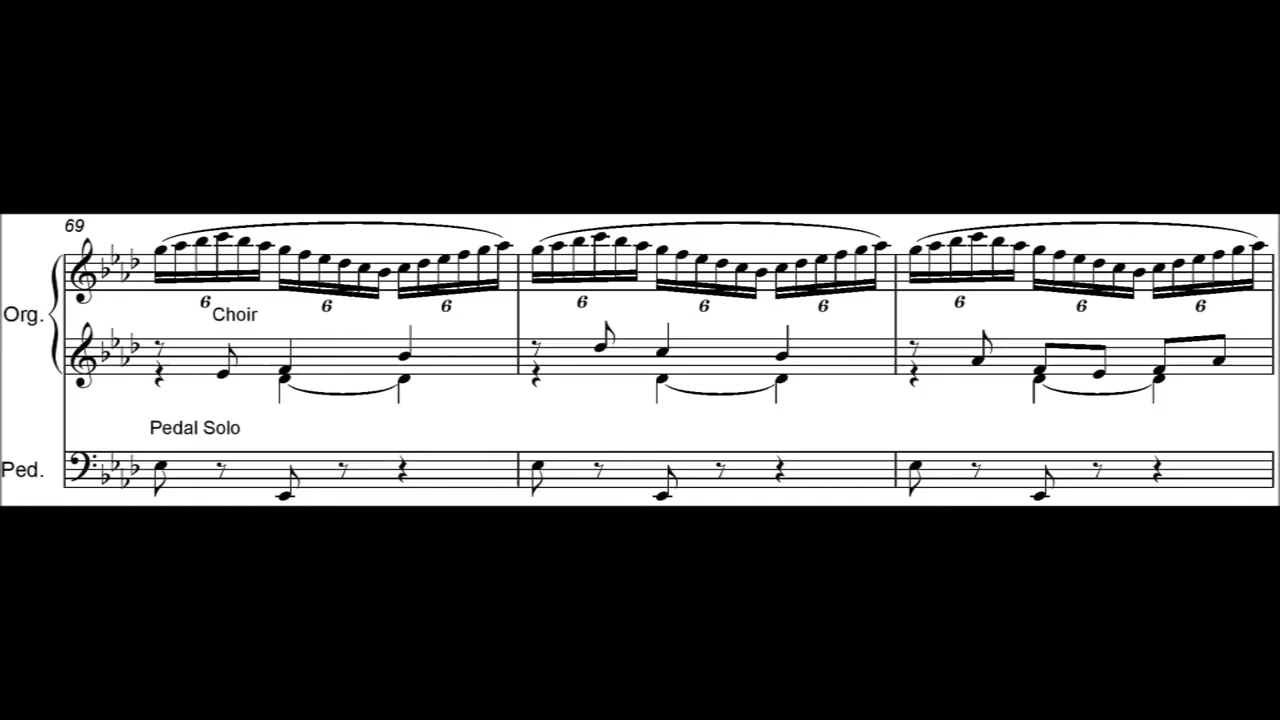 69
6 6 6 6 6 6 6 6 6
Org.
Choir
Pedal Solo
Ped.